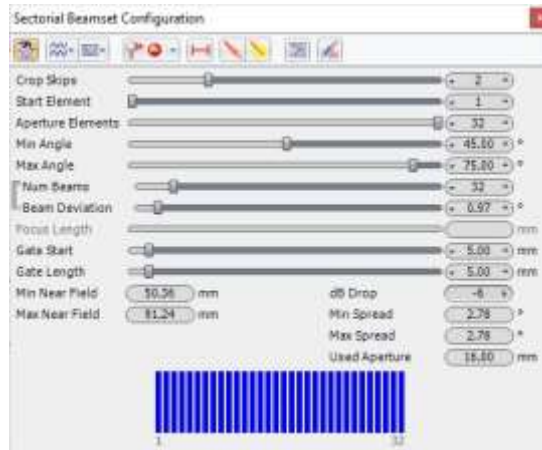 Sectorial Beamset Configuration
Crop Skips 2
Start Element 1
Aperture Elements 32
Min Angle 45.00 °
Max Angle 75.00 °
Num Beams 32
Beam Deviation 0.97 °
Focus Length mm
Gate Start 5.00 mm
Gate Length 5.00 mm
Min Near Field 50.36 mm dB Drop -6
Max Near Field 81.24 mm Min Spread 2.78 °
Max Spread 2.78 °
Used Aperture 16.00 mm
1 32